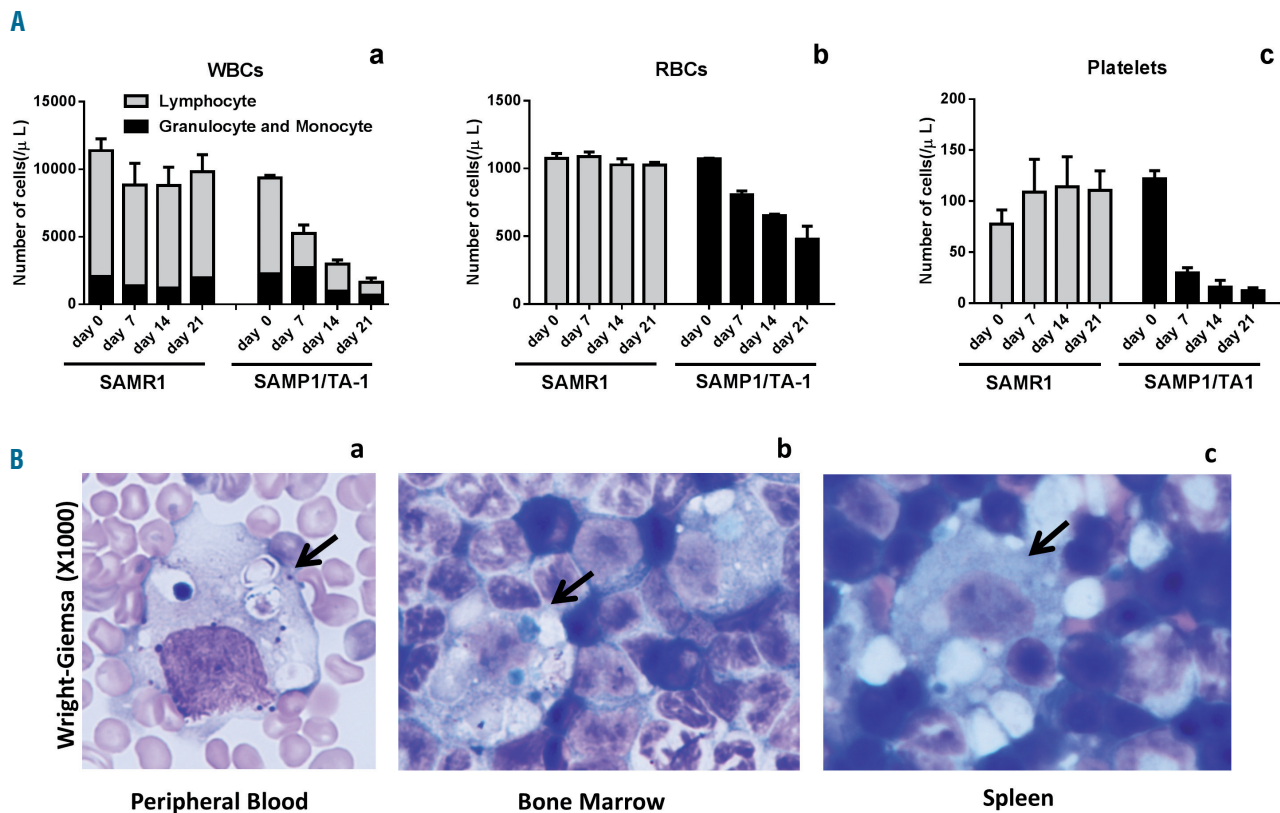 A
a
WBCs
Number of cells(/μ L)
15000
10000
5000
0
Lymphocyte
Granulocyte and Monocyte
day 0
day 7
day 14
day 21
day 0
day 7
day 14
day 21
SAMR1
SAMP1/TA-1
b
RBCs
Number of cells(/μ L)
1500
1000
500
0
day 0
day 7
day 14
day 21
day 0
day 7
day 14
day 21
SAMR1
SAMP1/TA-1
c
Platelets
Number of cells(/μ L)
200
150
100
50
0
day 0
day 7
day 14
day 21
day 0
day 7
day 14
day 21
SAMR1
SAMP1/TA1
B
Wright-Giemsa (X1000)
a
Peripheral Blood
b
Bone Marrow
c
Spleen